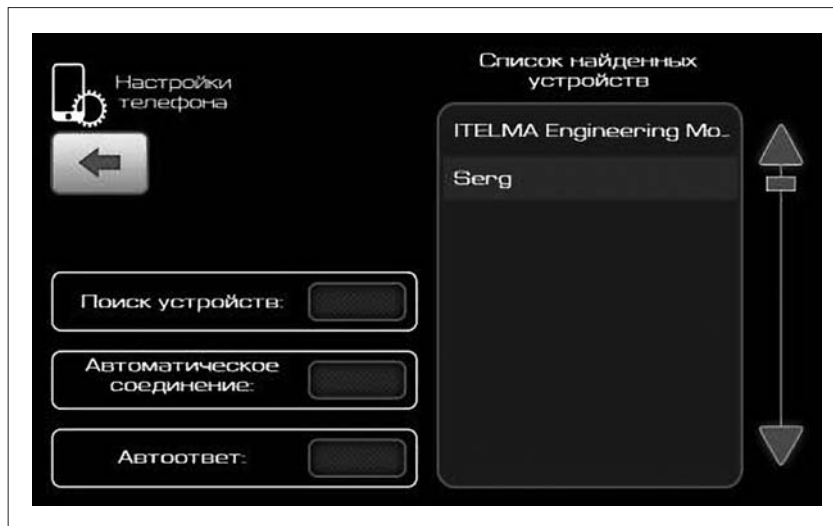 Настройки
телефона
Список найденных
устройств
ITELMA Engineering Mo..
Serg
Поиск устройств:
Автоматическое
соединение:
Автоответ: